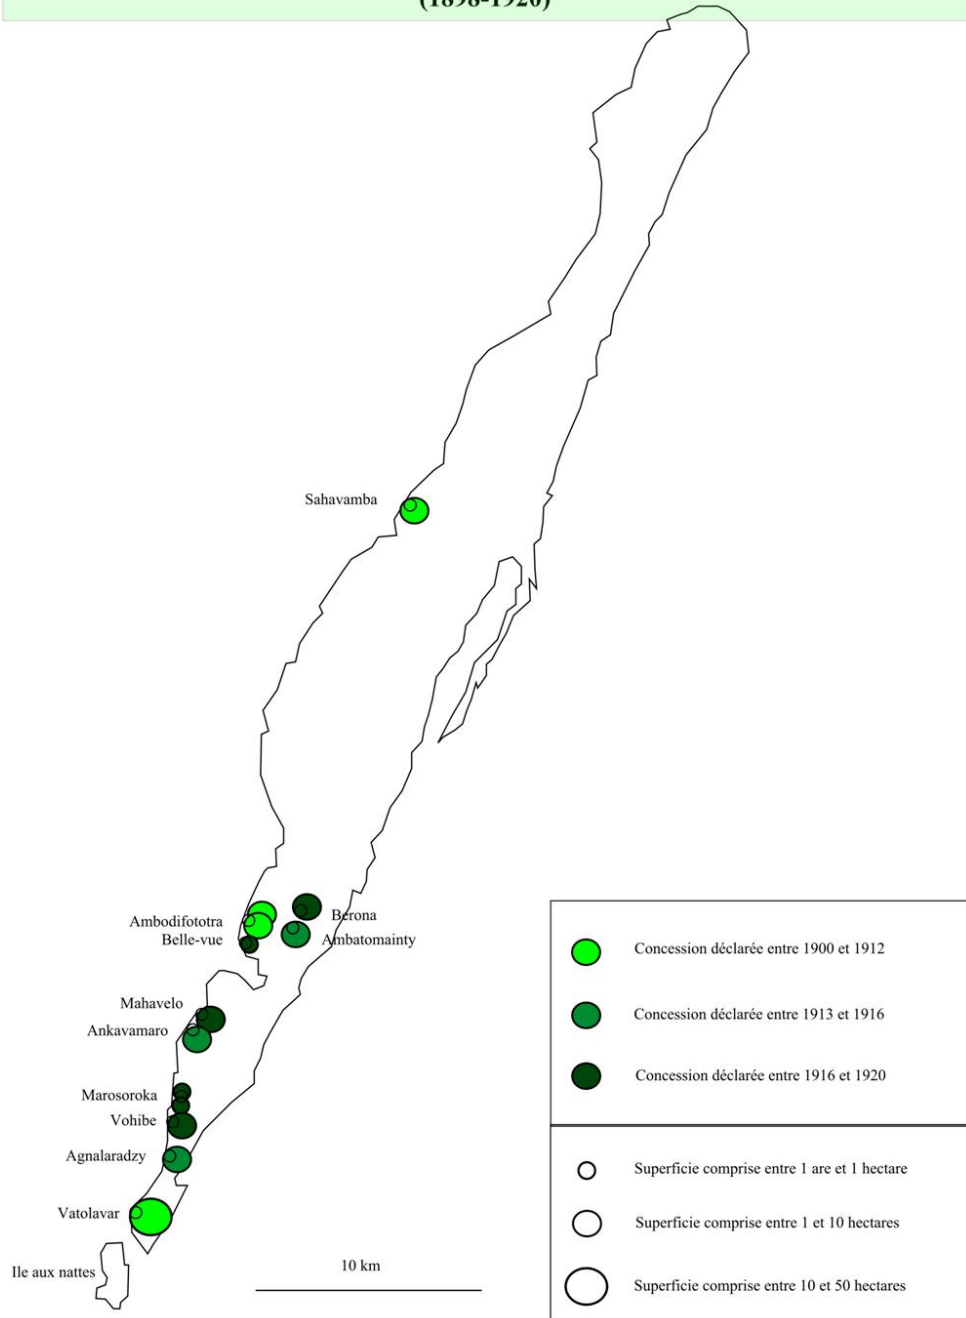 (1898-1920)
Sahavamba
Ambodifototra
Belle-vue
Berona
Ambatomainty
Mahavelo
Ankavamaro
Marosoroka
Vohibe
Agnalaradzy
Vatolavar
Ile aux nattes
10 km
Concession déclarée entre 1900 et 1912
Concession déclarée entre 1913 et 1916
Concession déclarée entre 1916 et 1920
Superficie comprise entre 1 are et 1 hectare
Superficie comprise entre 1 et 10 hectares
Superficie comprise entre 10 et 50 hectares